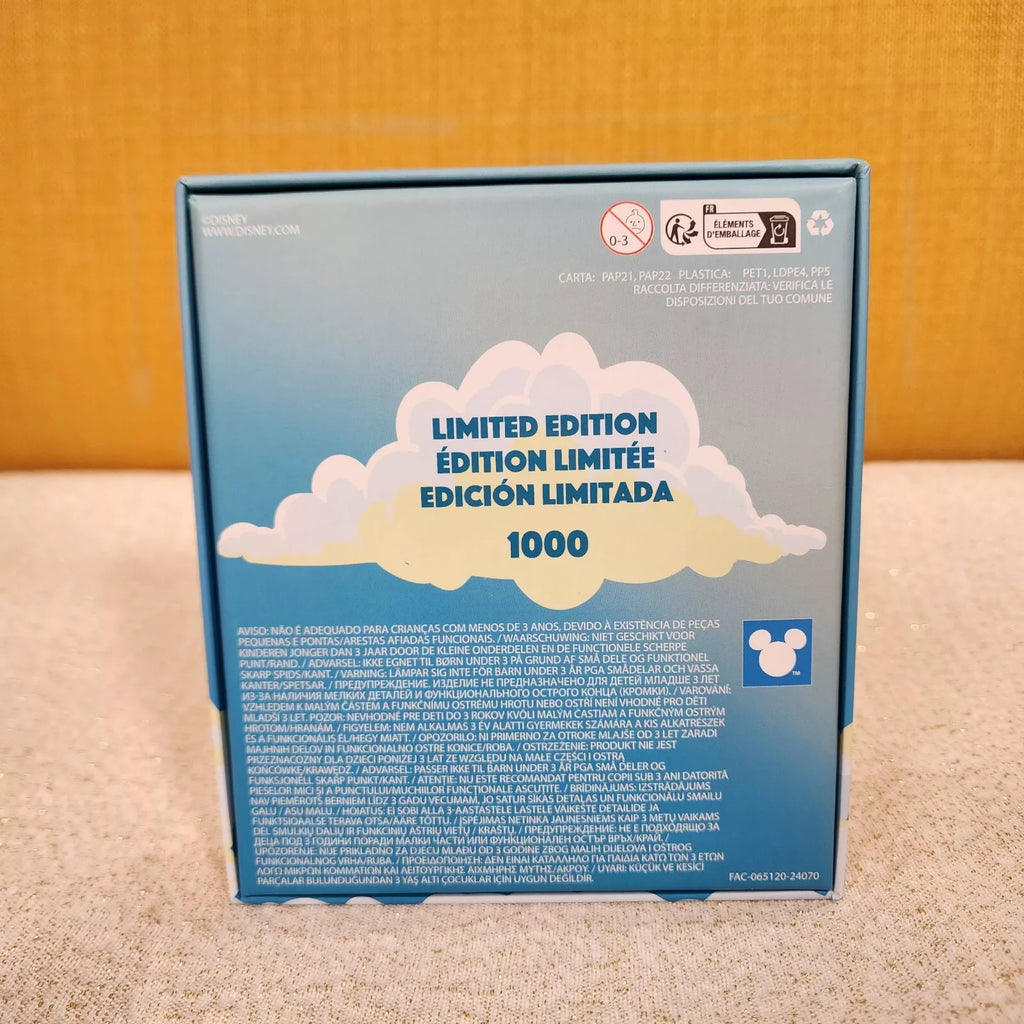 ©DISNEY
WWW.DISNEY.COM
0-3
FR
ÉLÉMENTS
D'EMBALLAGE
CARTA: PAP21, PAP22 PLASTICA: PET1, LDPE4, PP5
RACCOLTA DIFFERENZIATA: VERIFICA LE
DISPOSIZIONI DEL TUO COMUNE
LIMITED EDITION
ÉDITION LIMITÉE
EDICIÓN LIMITADA
1000
AVISO: NÃO É ADEQUADO PARA CRIANÇAS COM MENOS DE 3 ANOS, DEVIDO À EXISTÊNCIA DE PEÇAS
PEQUENAS E PONTAS/ARESTAS AFIADAS FUNCIONAIS. / WAARSCHUWING: NIET GESCHIKT VOOR
KINDEREN JONGER DAN 3 JAAR DOOR DE KLEINE ONDERDELEN EN DE FUNCTIONELE SCHERPE
PUNT/RAND. / ADVARSEL: IKKE EGNET TIL BØRN UNDER 3 PÅ GRUND AF SMÅ DELE OG FUNKTIONEL
SKARP SPIDS/KANT. / VARNING: LÄMPAR SIG INTE FÖR BARN UNDER 3 ÅR PGA SMÅDELAR OCH VASSA
KANTER/SPETSAR. / ПРЕДУПРЕЖДЕНИЕ. ИЗДЕЛИЕ НЕ ПРЕДНАЗНАЧЕНО ДЛЯ ДЕТЕЙ МЛАДШЕ 3 ЛЕТ
ИЗ-ЗА НАЛИЧИЯ МЕЛКИХ ДЕТАЛЕЙ И ФУНКЦИОНАЛЬНОГО ОСТРОГО КОНЦА (КРОМКИ). / VAROVÁNÍ:
VZHLEDEM K MALÝM ČÁSTEM A FUNKČNÍMU OSTRÉMU HROTU NEBO OSTŘÍ NENÍ VHODNÉ PRO DĚTI
MLADŠÍ 3 LET. POZOR: NEVHODNÉ PRE DETI DO 3 ROKOV KVÔLI MALÝM ČASTIAM A FUNKČNÝM OSTRÝM
HROTOM/HRANÁM. / FIGYELEM: NEM ALKALMAS 3 ÉV ALATTI GYERMEKEK SZÁMÁRA A KIS ALKATRÉSZEK
ÉS A FUNKCIONÁLIS ÉL/HEGY MIATT. / OPOZORILO: NI PRIMERNO ZA OTROKE MLAJŠE OD 3 LET ZARADI
MAJHNIH DELOV IN FUNKCIONALNO OSTRE KONICE/ROBA. / OSTRZEŻENIE: PRODUKT NIE JEST
PRZEZNACZONY DLA DZIECI PONIŻEJ 3 LAT ZE WZGLĘDU NA MAŁE CZĘŚCI I OSTRĄ
KOŃCÓWKĘ/KRAWĘDŹ. / ADVARSEL: PASSER IKKE TIL BARN UNDER 3 ÅR PGA SMÅ DELER OG
FUNKSJONELL SKARP PUNKT/KANT. / ATENȚIE: NU ESTE RECOMANDAT PENTRU COPII SUB 3 ANI DATORITĂ
PIESELOR MICI ȘI A PUNCTULUI/MUCHIILOR FUNCȚIONALE ASCUȚITE. / BRĪDINĀJUMS: IZSTRĀDĀJUMS
NAV PIEMĒROTS BĒRNIEM LĪDZ 3 GADU VECUMAM, JO SATUR SĪKAS DETAĻAS UN FUNKCIONĀLU SMAILU
GALU / ASU MALU. / HOIATUS: EI SOBI ALLA 3-AASTASTELE LASTELE VÄIKESTE DETAILIDE JA
FUNKTSIOAALSE TERAVA OTSA/ÄÄRE TÕTTU. / ĮSPĖJIMAS NETINKA JAUNESNIEMS KAIP 3 METŲ VAIKAMS
DĖL SMULKIŲ DALIŲ IR FUNKCINIŲ AŠTRIŲ VIETŲ / KRAŠTŲ. / ПРЕДУПРЕЖДЕНИЕ: НЕ Е ПОДХОДЯЩО ЗА
ДЕЦА ПОД 3 ГОДИНИ ПОРАДИ МАЛКИ ЧАСТИ ИЛИ ФУНКЦИОНАЛЕН ОСТЪР ВРЪХ/КРАЙ. /
UPOZORENJE: NIJE PRIKLADNO ZA DJECU MLAĐU OD 3 GODINE ZBOG MALIH DIJELOVA I OŠTROG
FUNKCIONALNOG VRHA/RUBA. / ΠΡΟΕΙΔΟΠΟΙΗΣΗ: ΔΕΝ ΕΙΝΑΙ ΚΑΤΑΛΛΗΛΟ ΓΙΑ ΠΑΙΔΙΑ ΚΑΤΩ ΤΩΝ 3 ΕΤΩΝ
ΛΟΓΩ ΜΙΚΡΩΝ ΚΟΜΜΑΤΙΩΝ ΚΑΙ ΛΕΙΤΟΥΡΓΙΚΗΣ ΑΙΧΜΗΡΗΣ ΜΥΤΗΣ/ΑΚΡΟΥ. / UYARI: KÜÇÜK VE KESİCİ
PARÇALAR BULUNDUĞUNDAN 3 YAŞ ALTI ÇOCUKLAR İÇİN UYGUN DEĞİLDİR.
TM
FAC-065120-24070